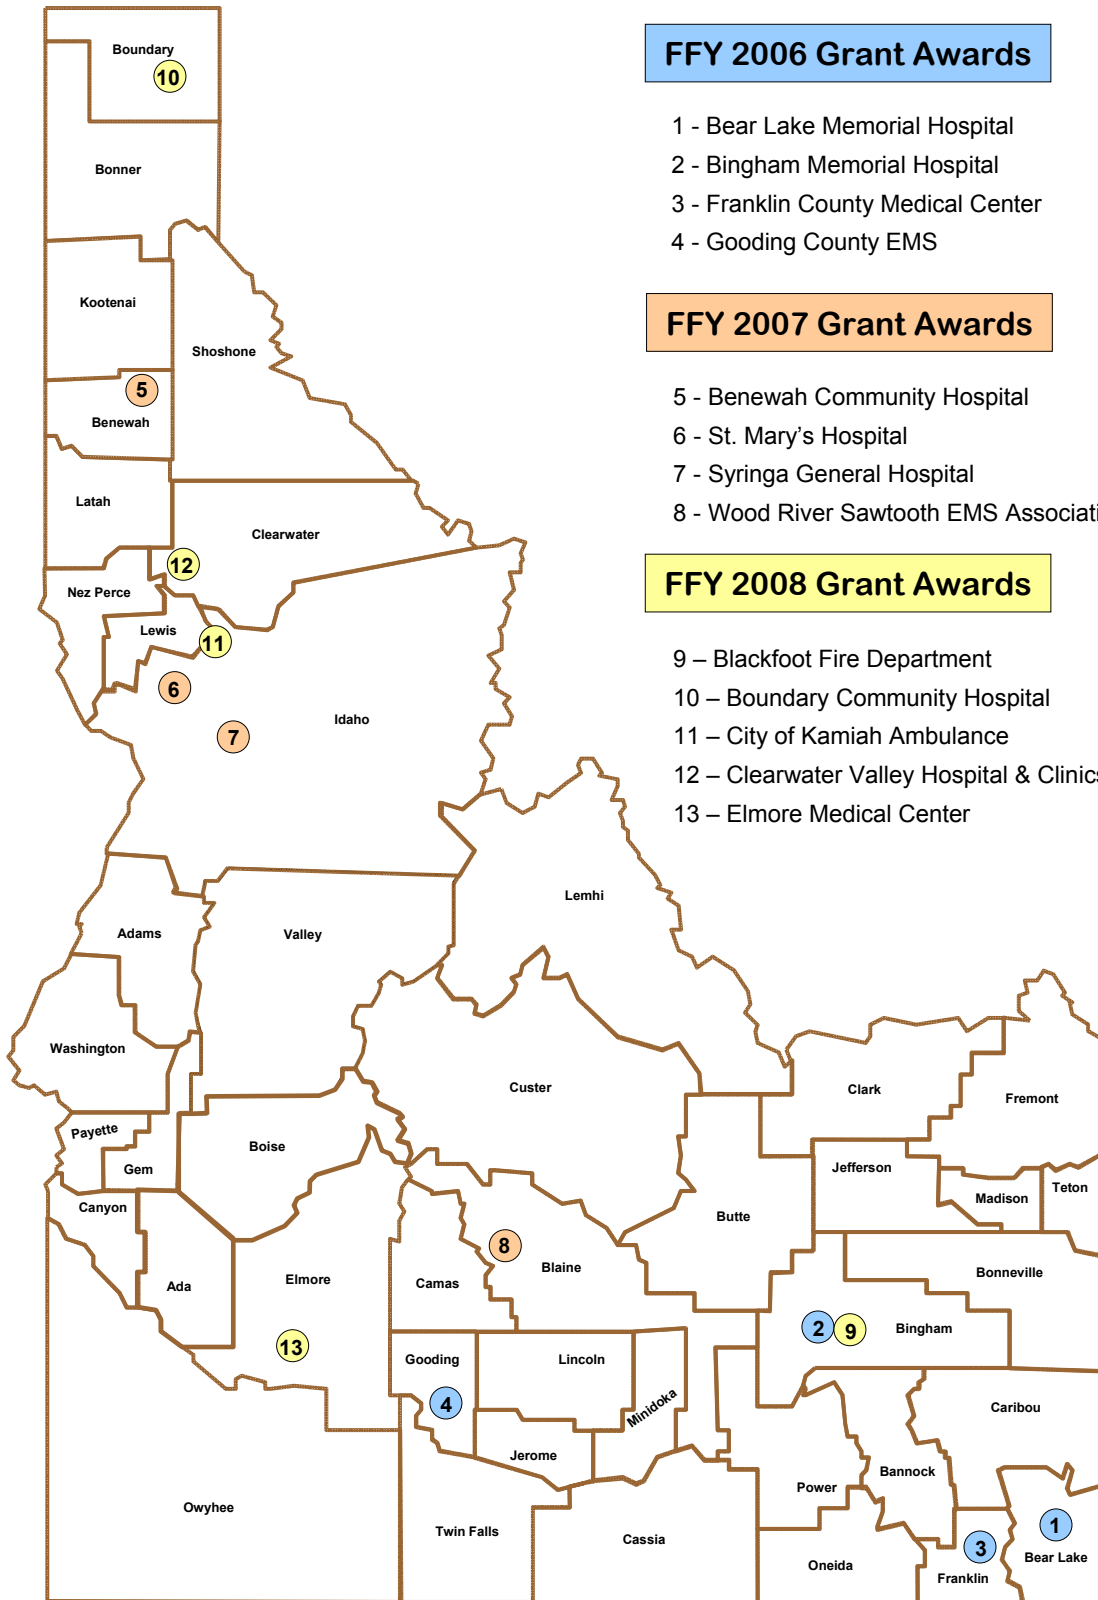 FFY 2006 Grant Awards
1 - Bear Lake Memorial Hospital
2 - Bingham Memorial Hospital
3 - Franklin County Medical Center
4 - Gooding County EMS
FFY 2007 Grant Awards
5 - Benewah Community Hospital
6 - St. Mary’s Hospital
7 - Syringa General Hospital
8 - Wood River Sawtooth EMS Associati
FFY 2008 Grant Awards
9 – Blackfoot Fire Department
10 – Boundary Community Hospital
11 – City of Kamiah Ambulance
12 – Clearwater Valley Hospital & Clinics
13 – Elmore Medical Center
Boundary
10
Bonner
Kootenai
Shoshone
5
Benewah
Latah
Clearwater
12
Nez Perce
Lewis
11
6
7
Idaho
Lemhi
Adams
Valley
Washington
Custer
Clark
Fremont
Payette
Boise
Gem
Jefferson
Madison
Teton
Canyon
Butte
8
Blaine
Ada
Elmore
Camas
Bonneville
13
2
9
Bingham
Gooding
Lincoln
4
Minidoka
Caribou
Jerome
Bannock
Power
Owyhee
Twin Falls
Cassia
1
Bear Lake
3
Oneida
Franklin